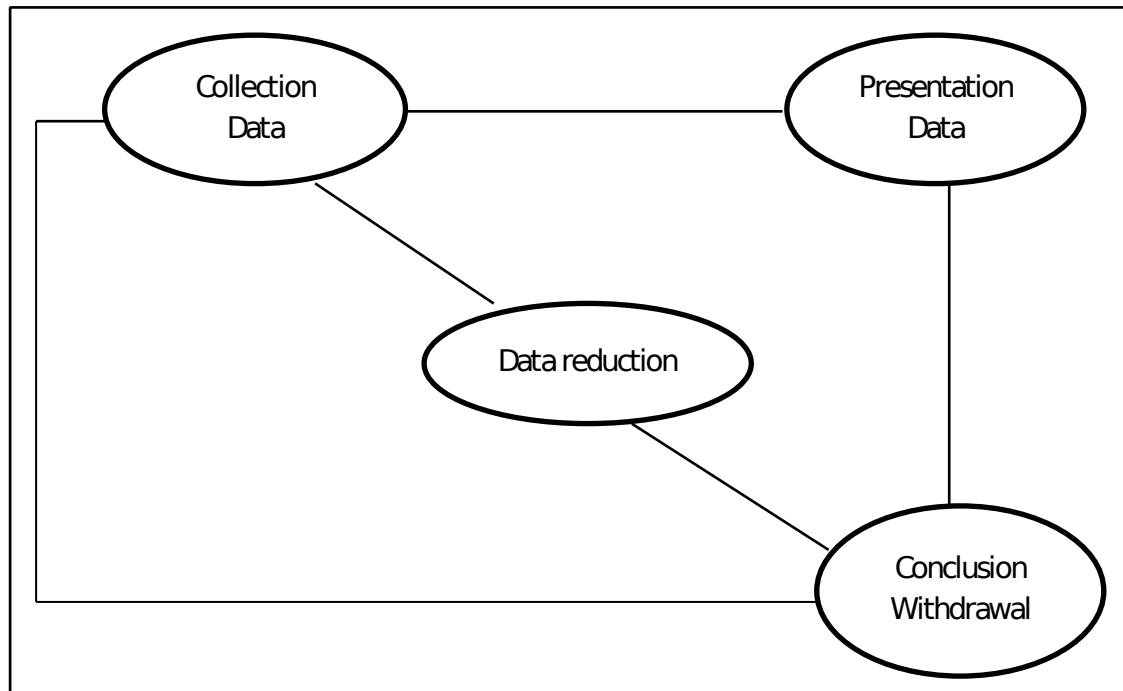 Collection
Data
Presentation
Data
Data reduction
Conclusion
Withdrawal